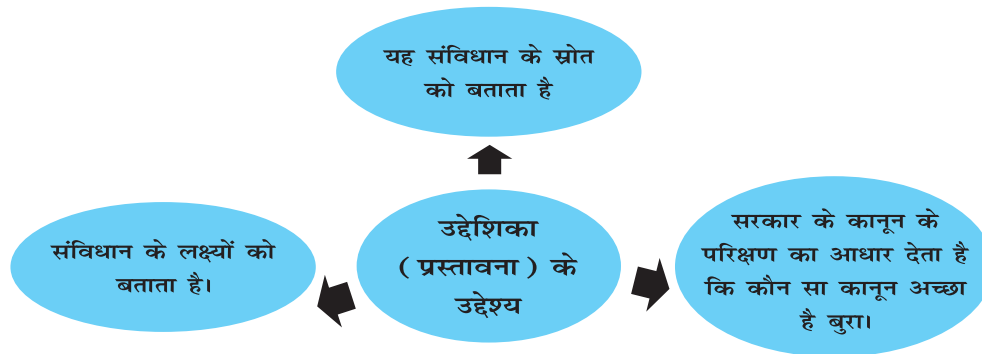 यह संविधान के स्रोत
को बताता है
उद्देशिका
( प्रस्तावना ) के
उद्देश्य
संविधान के लक्ष्यों को
बताता है।
सरकार के कानून के
परिक्षण का आधार देता है
कि कौन सा कानून अच्छा
है बुरा।